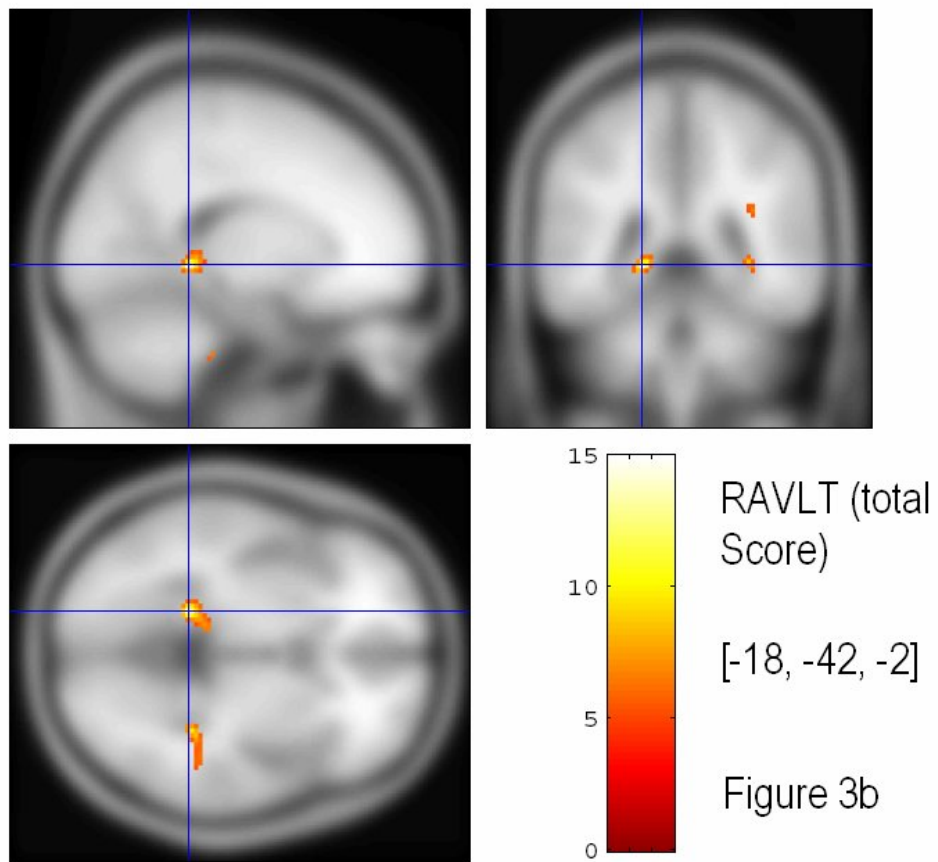 15
10
5
0
RAVLT (total
Score)
[-18, -42, -2]
Figure 3b